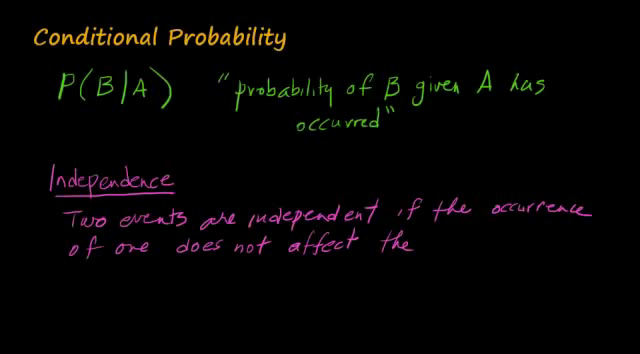 Conditional Probability
P(B/A) "probability of B given A has
occurred"
Independence
Two events are independent if the occurrence
of one does not affect the